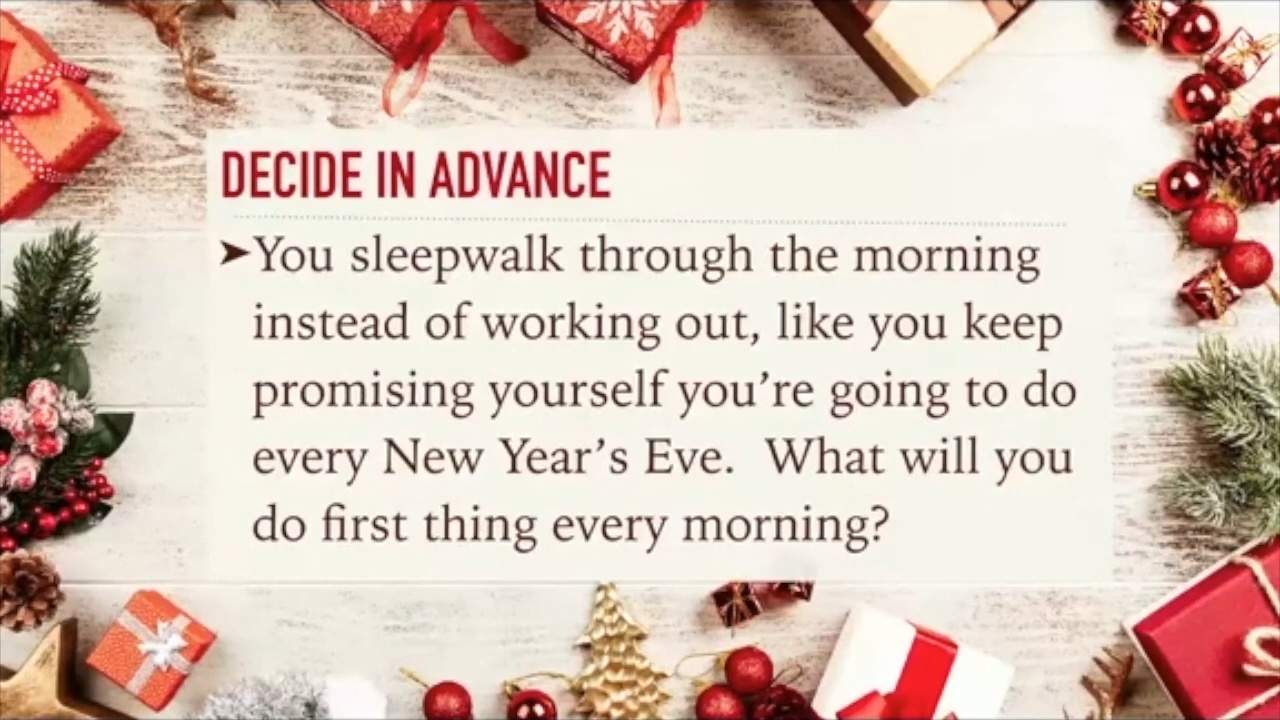 DECIDE IN ADVANCE
➤You sleepwalk through the morning
instead of working out, like you keep
promising yourself you’re going to do
every New Year’s Eve.  What will you
do first thing every morning?